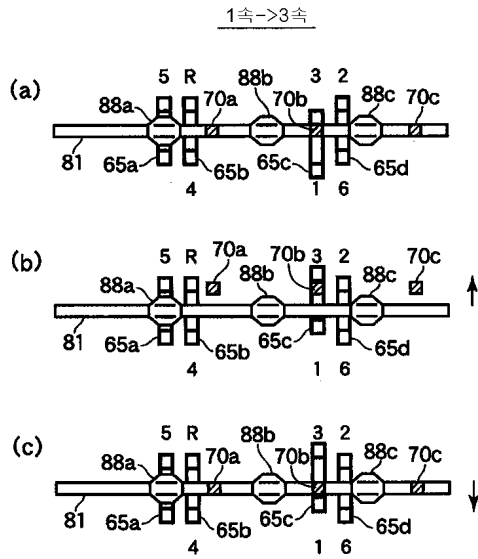 1속->3속
(a)
5 R 3 2
88a 70a 88b 70b 88c 70c
81 65a 65b 65c 65d
4 1 6
(b)
5 R 70a 88b 70b 3 2 88c 70c
88a
81 65a 65b 65c 65d
4 1 6
(c)
5 R 88b 3 2
88a 70a 70b 88c 70c
81 65a 65b 65c 65d
4 1 6